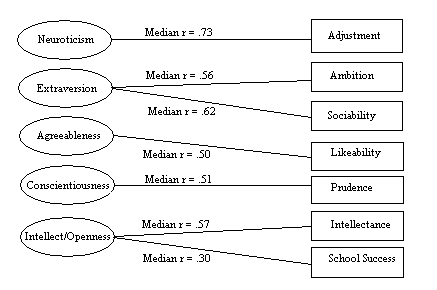 Neuroticism
Median r = .73
Adjustment
Extraversion
Median r = .56
Ambition
Median r = .62
Sociability
Agreeableness
Median r = .50
Likeability
Conscientiousness
Median r = .51
Prudence
Intellect/Openness
Median r = .57
Intellectance
Median r = .30
School Success